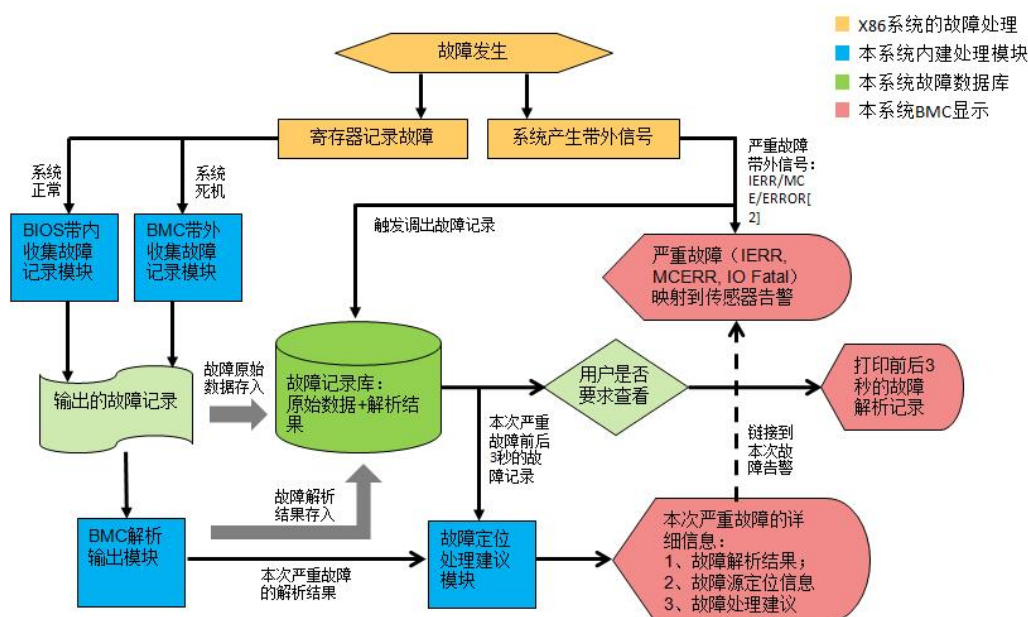 X86系统的故障处理
本系统内建处理模块
本系统故障数据库
本系统BMC显示
故障发生
寄存器记录故障
系统产生带外信号
严重故障
带外信号：
IERR/MC
E/ERROR[
2]
系统
正常
系统
死机
BIOS带内
收集故障
记录模块
BMC带外
收集故障
记录模块
触发调出故障记录
严重故障（IERR,
MCERR, IO Fatal）
映射到传感器告警
输出的故障记录
故障原始
数据存入
故障记录库：
原始数据+解析结
果
用户是否
要求查看
打印前后3
秒的故障
解析记录
本次严重
故障前后
3秒的故
障记录
链接到
本次故
障告警
故障解析
结果存入
BMC解析
输出模块
本次严重故障
的解析结果
故障定位
处理建议
模块
本次严重故障的详
细信息：
1、故障解析结果；
2、故障源定位信息
3、故障处理建议